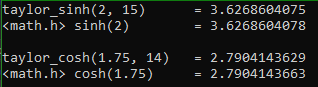 taylor_sinh(2, 15) = 3.6268604075
<math.h> sinh(2) = 3.6268604078
taylor_cosh(1.75, 14) = 2.7904143629
<math.h> cosh(1.75) = 2.7904143663